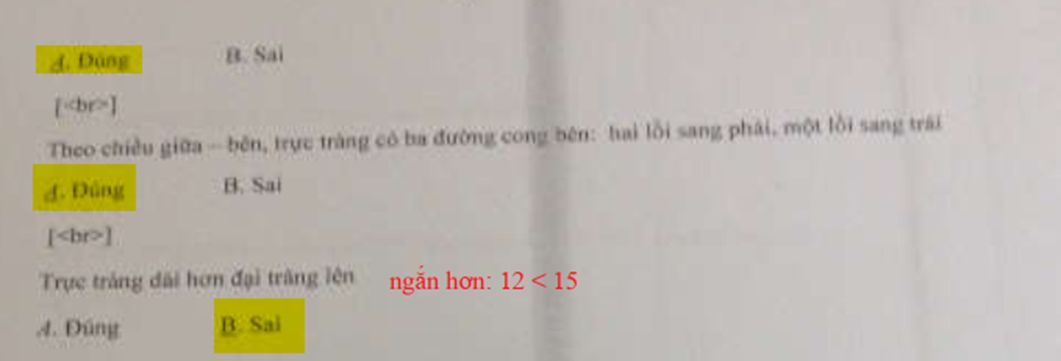 A. Đúng B. Sai
[<br>]
Theo chiều giữa – bên, trực tràng có ba đường cong bên: hai lồi sang phải, một lồi sang trái
A. Đúng B. Sai
[<br>]
Trực tràng dài hơn đại tràng lên ngắn hơn: 12 < 15
A. Đúng B. Sai